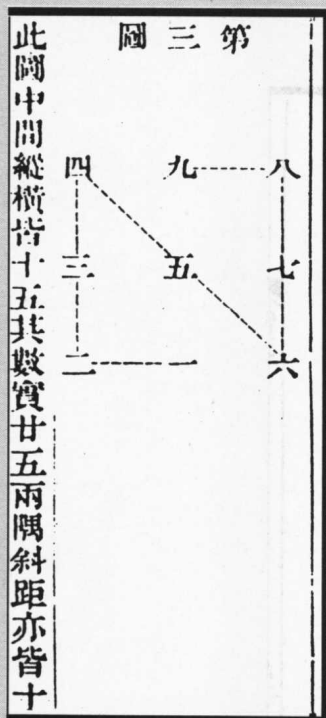 第三圖
八九四
七五三
六一二
此圖中間縱橫皆十五其數實廿五兩隅斜距亦皆十